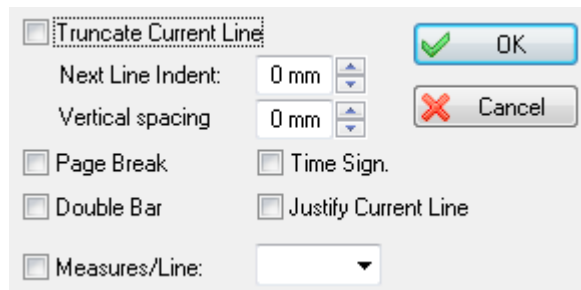 Truncate Current Line
OK
Next Line Indent: 0 mm
Cancel
Vertical spacing 0 mm
Page Break Time Sign.
Double Bar Justify Current Line
Measures/Line: